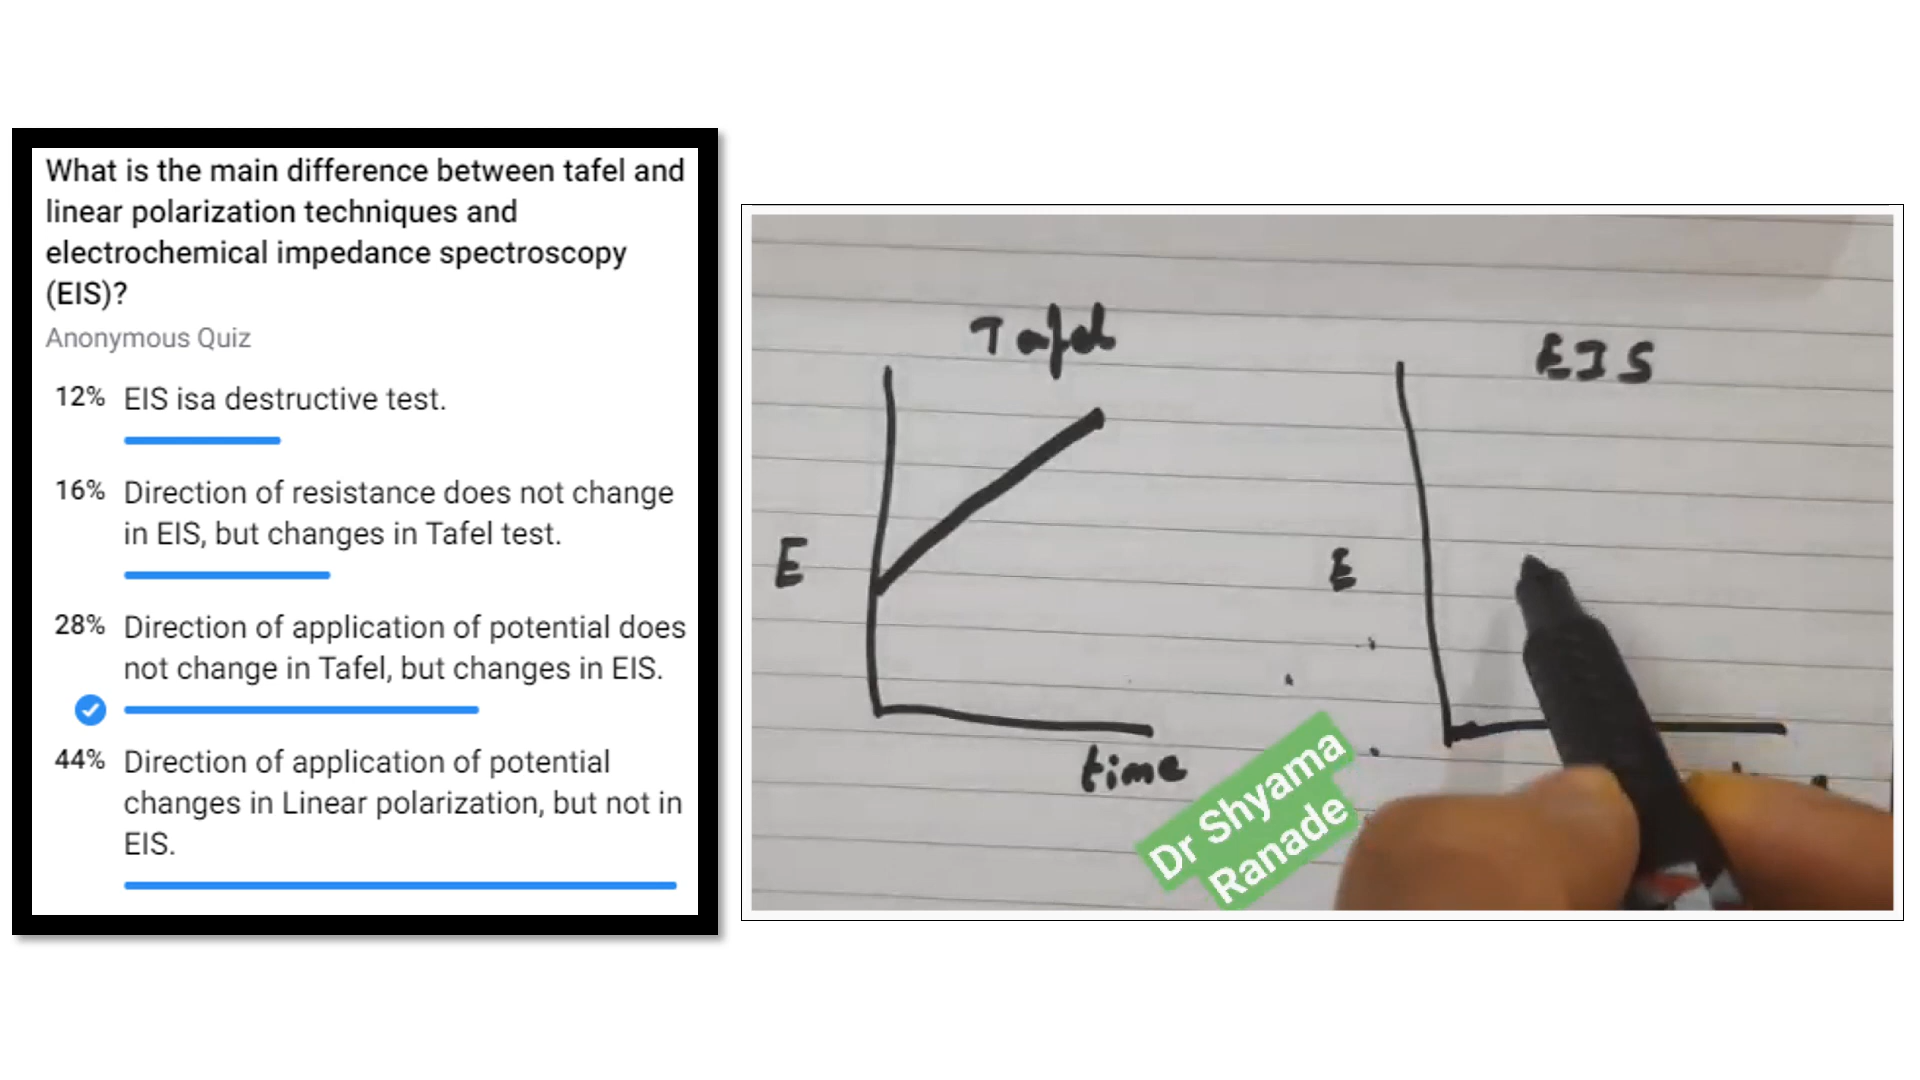 What is the main difference between tafel and
linear polarization techniques and
electrochemical impedance spectroscopy
(EIS)?
Anonymous Quiz
12% EIS isa destructive test.
16% Direction of resistance does not change
in EIS, but changes in Tafel test.
28% Direction of application of potential does
not change in Tafel, but changes in EIS.
44% Direction of application of potential
changes in Linear polarization, but not in
EIS.
Tafel
E
time
EIS
E
Dr Shyama
Ranade